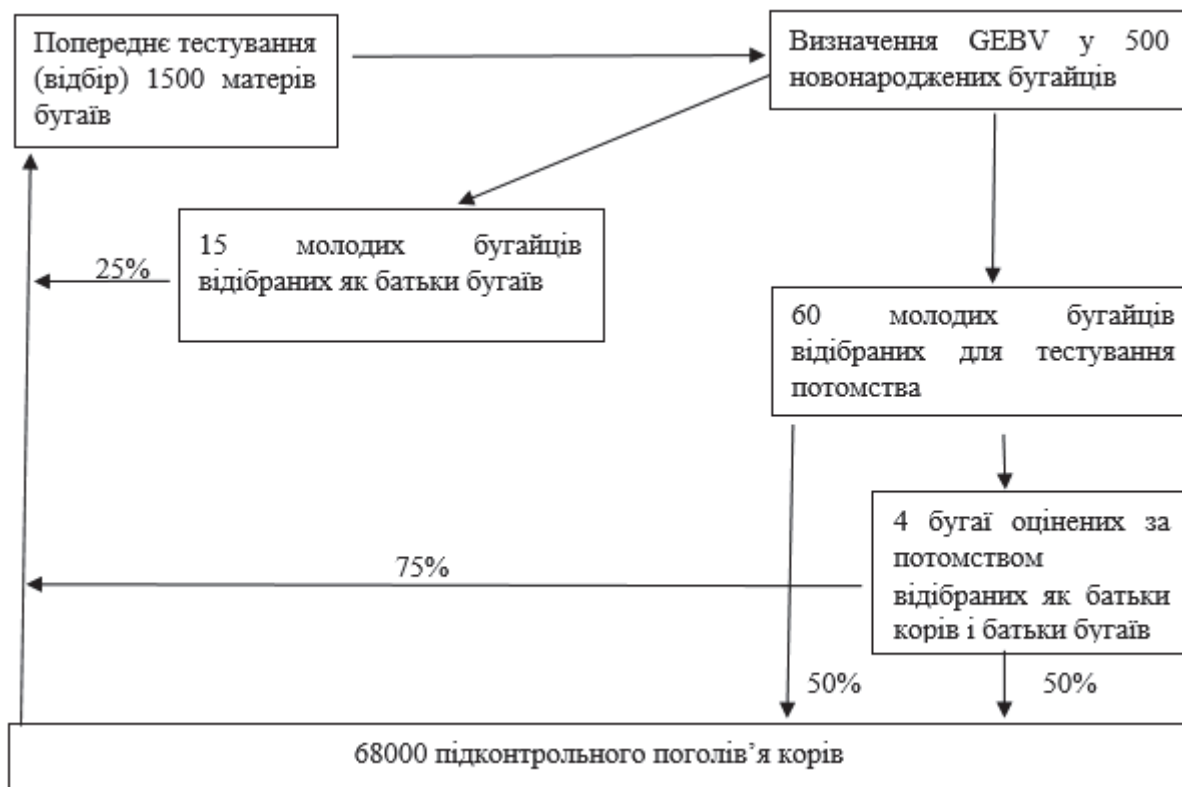 Попереднє тестування
(відбір) 1500 матерів
бугаїв
Визначення GEBV у 500
новонароджених бугайців
15 молодих бугайців
відібраних як батьки бугаїв
25%
60 молодих бугайців
відібраних для тестування
потомства
4 бугаї оцінених за
потомством
відібраних як батьки
корів і батьки бугаїв
75%
50%
50%
68000 підконтрольного поголів’я корів